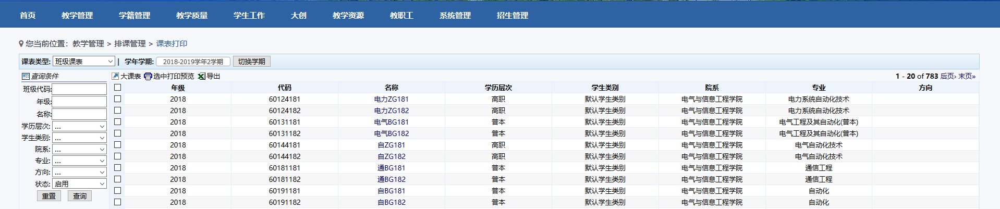 首页 教学管理 学籍管理 教学质量 学生工作 大创 教学资源 教职工 系统管理 招生管理
您当前位置: 教学管理 > 排课管理 > 课表打印
课表类型: 班级课表 | 学年学期: 2018-2019学年2学期 切换学期
查询条件
班级代码:
年级:
名称:
学历层次: ...
学生类别: ...
院系: ...
专业: ...
方向: ...
状态: 启用
重置 查询
大课表 选中打印预览 导出 1 - 20 of 783 后页› 末页»
年级 代码 名称 学历层次 学生类别 院系 专业 方向
2018 60124181 电力ZG181 高职 默认学生类别 电气与信息工程学院 电力系统自动化技术
2018 60124182 电力ZG182 高职 默认学生类别 电气与信息工程学院 电力系统自动化技术
2018 60131181 电气BG181 普本 默认学生类别 电气与信息工程学院 电气工程及其自动化(普本)
2018 60131182 电气BG182 普本 默认学生类别 电气与信息工程学院 电气工程及其自动化(普本)
2018 60144181 自ZG181 高职 默认学生类别 电气与信息工程学院 电气自动化技术
2018 60144182 自ZG182 高职 默认学生类别 电气与信息工程学院 电气自动化技术
2018 60181181 通BG181 普本 默认学生类别 电气与信息工程学院 通信工程
2018 60181182 通BG182 普本 默认学生类别 电气与信息工程学院 通信工程
2018 60191181 自BG181 普本 默认学生类别 电气与信息工程学院 自动化
2018 60191182 自BG182 普本 默认学生类别 电气与信息工程学院 自动化